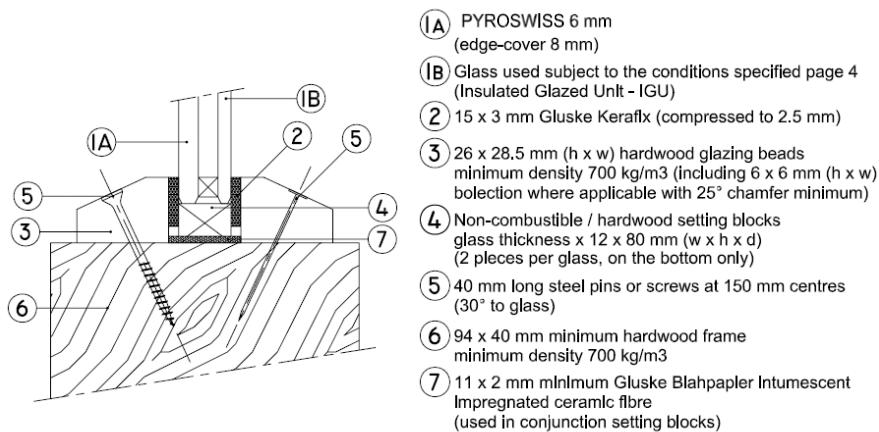 1A PYROSWISS 6 mm
(edge-cover 8 mm)
1B Glass used subject to the conditions specified page 4
(Insulated Glazed UnIt - IGU)
2 15 x 3 mm Gluske Keraflx (compressed to 2.5 mm)
3 26 x 28.5 mm (h x w) hardwood glazing beads
minimum density 700 kg/m3 (including 6 x 6 mm (h x w)
bolection where applicable with 25° chamfer minimum)
4 Non-combustible / hardwood setting blocks
glass thickness x 12 x 80 mm (w x h x d)
(2 pieces per glass, on the bottom only)
5 40 mm long steel pins or screws at 150 mm centres
(30° to glass)
6 94 x 40 mm minimum hardwood frame
minimum density 700 kg/m3
7 11 x 2 mm mInImum Gluske Blahpapler Intumescent
Impregnated ceramIc fIbre
(used in conjunction setting blocks)
1B
1A
2
5
5
4
3
7
6